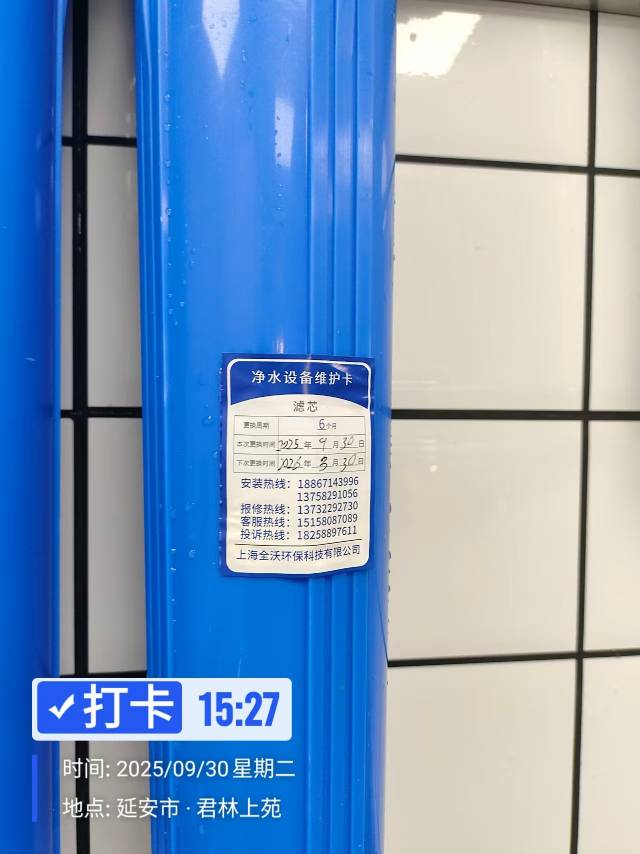 净水设备维护卡
滤芯
更换周期 6个月
本次更换时间 2025年9月30日
下次更换时间 2026年3月30日
安装热线：18867143996
13758291056
报修热线：13732292730
客服热线：15158087089
投诉热线：18258897611
上海全沃环保科技有限公司
打卡 15:27
时间: 2025/09/30 星期二
地点: 延安市 · 君林上苑